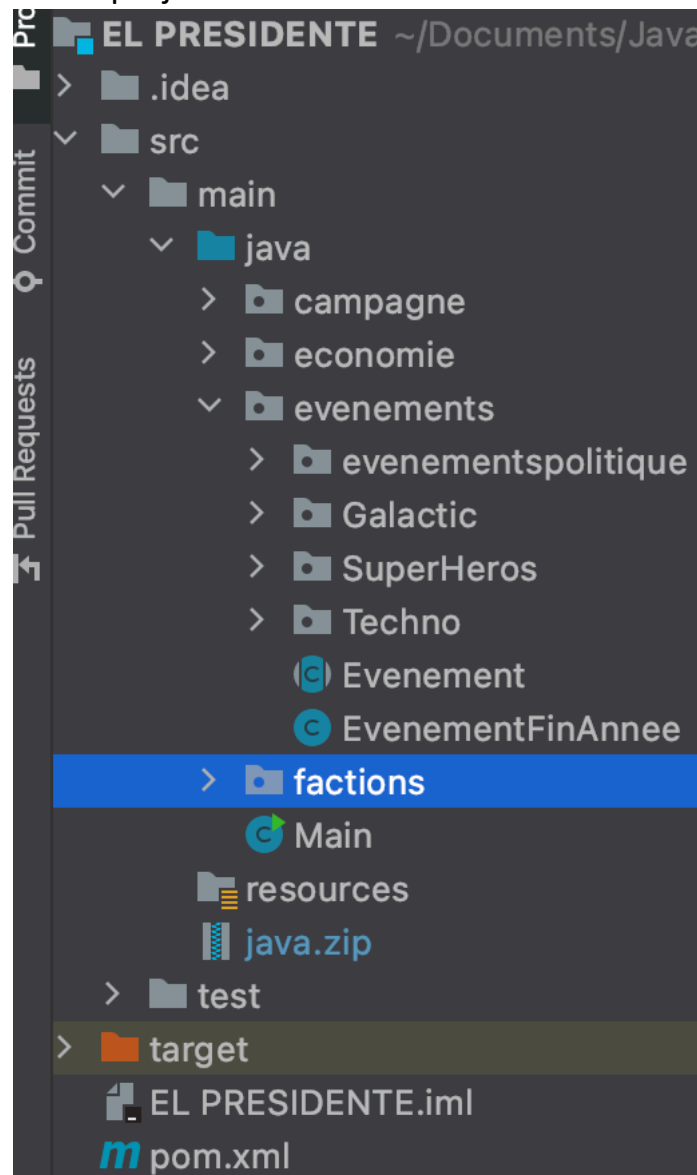 EL PRESIDENTE ~/Documents/Java
.idea
src
main
java
campagne
economie
evenements
evenementspolitique
Galactic
SuperHeros
Techno
Evenement
EvenementFinAnnee
factions
Main
resources
java.zip
test
target
EL PRESIDENTE.iml
pom.xml
Pro
Commit
Pull Requests